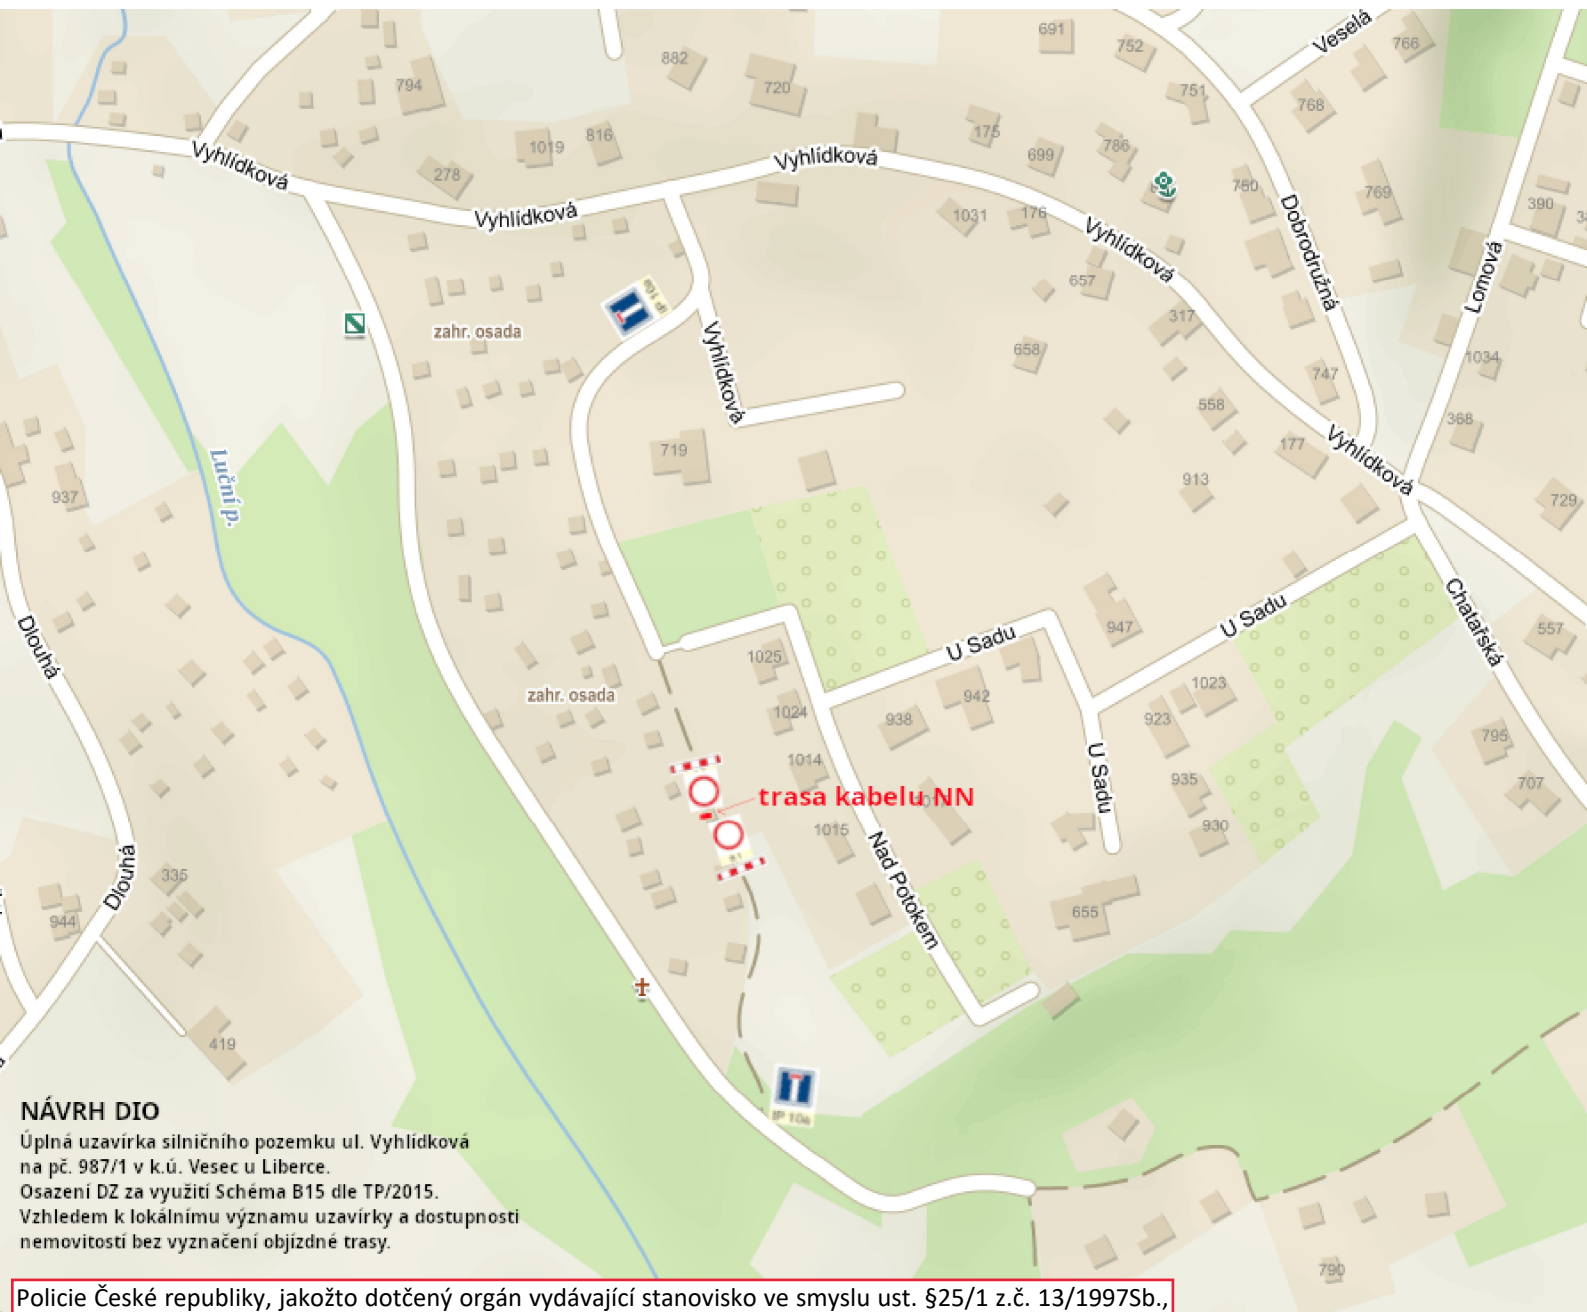 691
752
Veselá
766
882
794
720
751
768
175
816
1019
786
699
Vyhlídková
Vyhlídková
278
750
769
390
Vyhlídková
1031
176
Dobrodružná
Vyhlídková
Lomová
657
IP 10a
317
zahr. osada
Vyhlídková
658
1034
747
558
368
719
177
Vyhlídková
937
Luční p.
913
729
Chatařská
U Sadu
947
557
Dlouhá
U Sadu
1025
zahr. osada
1023
942
1024
938
923
795
1014
U Sadu
935
707
trasa kabelu NN
1015
930
Nad Potokem
Dlouhá
335
944
655
419
IP 10a
NÁVRH DIO
Úplná uzavírka silničního pozemku ul. Vyhlídková
na pč. 987/1 v k.ú. Vesec u Liberce.
Osazení DZ za využití Schéma B15 dle TP/2015.
Vzhledem k lokálnímu významu uzavírky a dostupnosti
nemovitostí bez vyznačení objízdné trasy.
790
Policie České republiky, jakožto dotčený orgán vydávající stanovisko ve smyslu ust. §25/1 z.č. 13/1997Sb.,